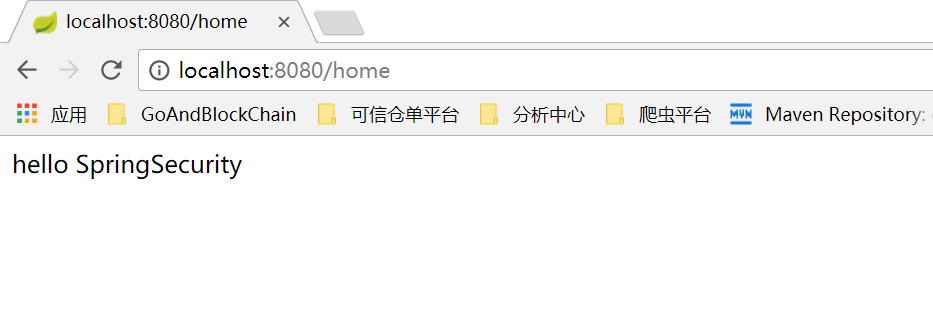 localhost:8080/home
localhost:8080/home
应用 GoAndBlockChain 可信仓单平台 分析中心 爬虫平台 MVN Maven Repository:
hello SpringSecurity